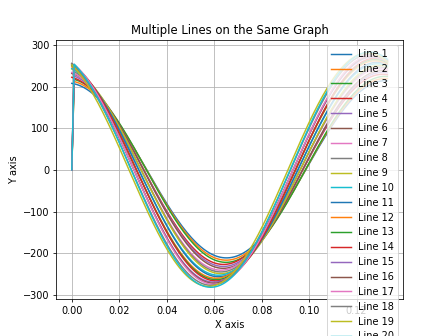 Multiple Lines on the Same Graph
300
200
100
0
−100
−200
−300
Y axis
0.00
0.02
0.04
0.06
0.08
0.10
X axis
Line 1
Line 2
Line 3
Line 4
Line 5
Line 6
Line 7
Line 8
Line 9
Line 10
Line 11
Line 12
Line 13
Line 14
Line 15
Line 16
Line 17
Line 18
Line 19
Line 20